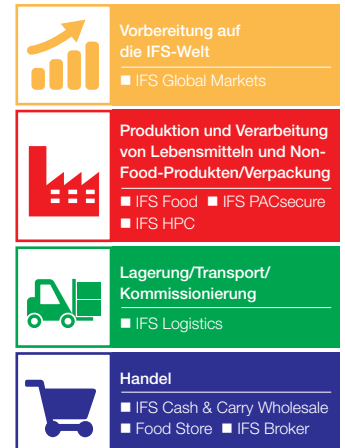 Vorbereitung auf
die IFS-Welt
■ IFS Global Markets
Produktion und Verarbeitung
von Lebensmitteln und Non-
Food-Produkten/Verpackung
■ IFS Food ■ IFS PACsecure
■ IFS HPC
Lagerung/Transport/
Kommissionierung
■ IFS Logistics
Handel
■ IFS Cash & Carry Wholesale
■ Food Store ■ IFS Broker